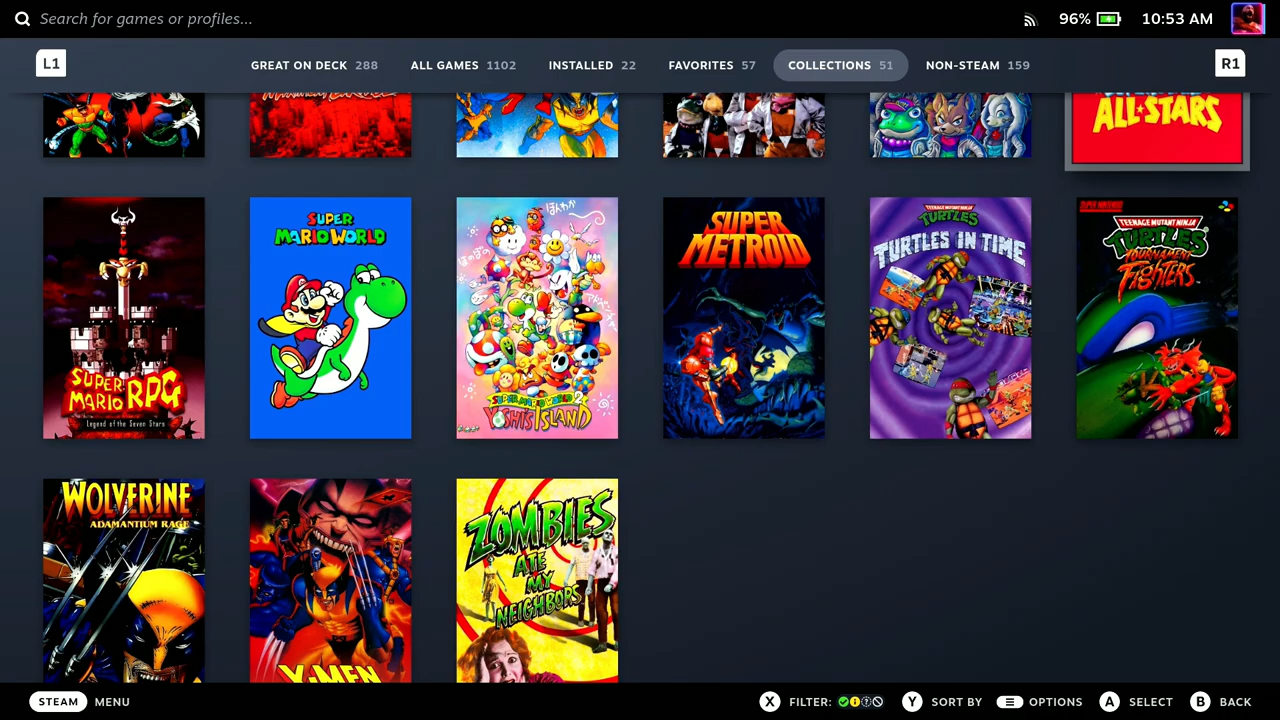 Search for games or profiles...
96%
10:53 AM
L1
GREAT ON DECK 288
ALL GAMES 1102
INSTALLED 22
FAVORITES 57
COLLECTIONS 51
NON-STEAM 159
R1
ALL★STARS
SUPER MARIO RPG
Legend of the Seven Stars
SUPER
MARIO WORLD
SUPER MARIO WORLD 2
YOSHI'S ISLAND
SUPER
METROID
TEENAGE MUTANT NINJA
TURTLES
TURTLES IN TIME
SUPER NINTENDO
TEENAGE MUTANT NINJA
TURTLES
TOURNAMENT
FIGHTERS
WOLVERINE
ADAMANTIUM RAGE
X-MEN
ZOMBIES
ATE
MY
NEIGHBORS
STEAM MENU
X FILTER:
Y SORT BY
OPTIONS
A SELECT
B BACK